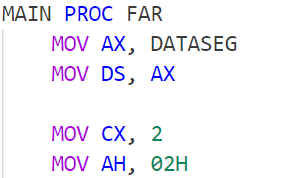 MAIN PROC FAR
MOV AX, DATASEG
MOV DS, AX
MOV CX, 2
MOV AH, 02H